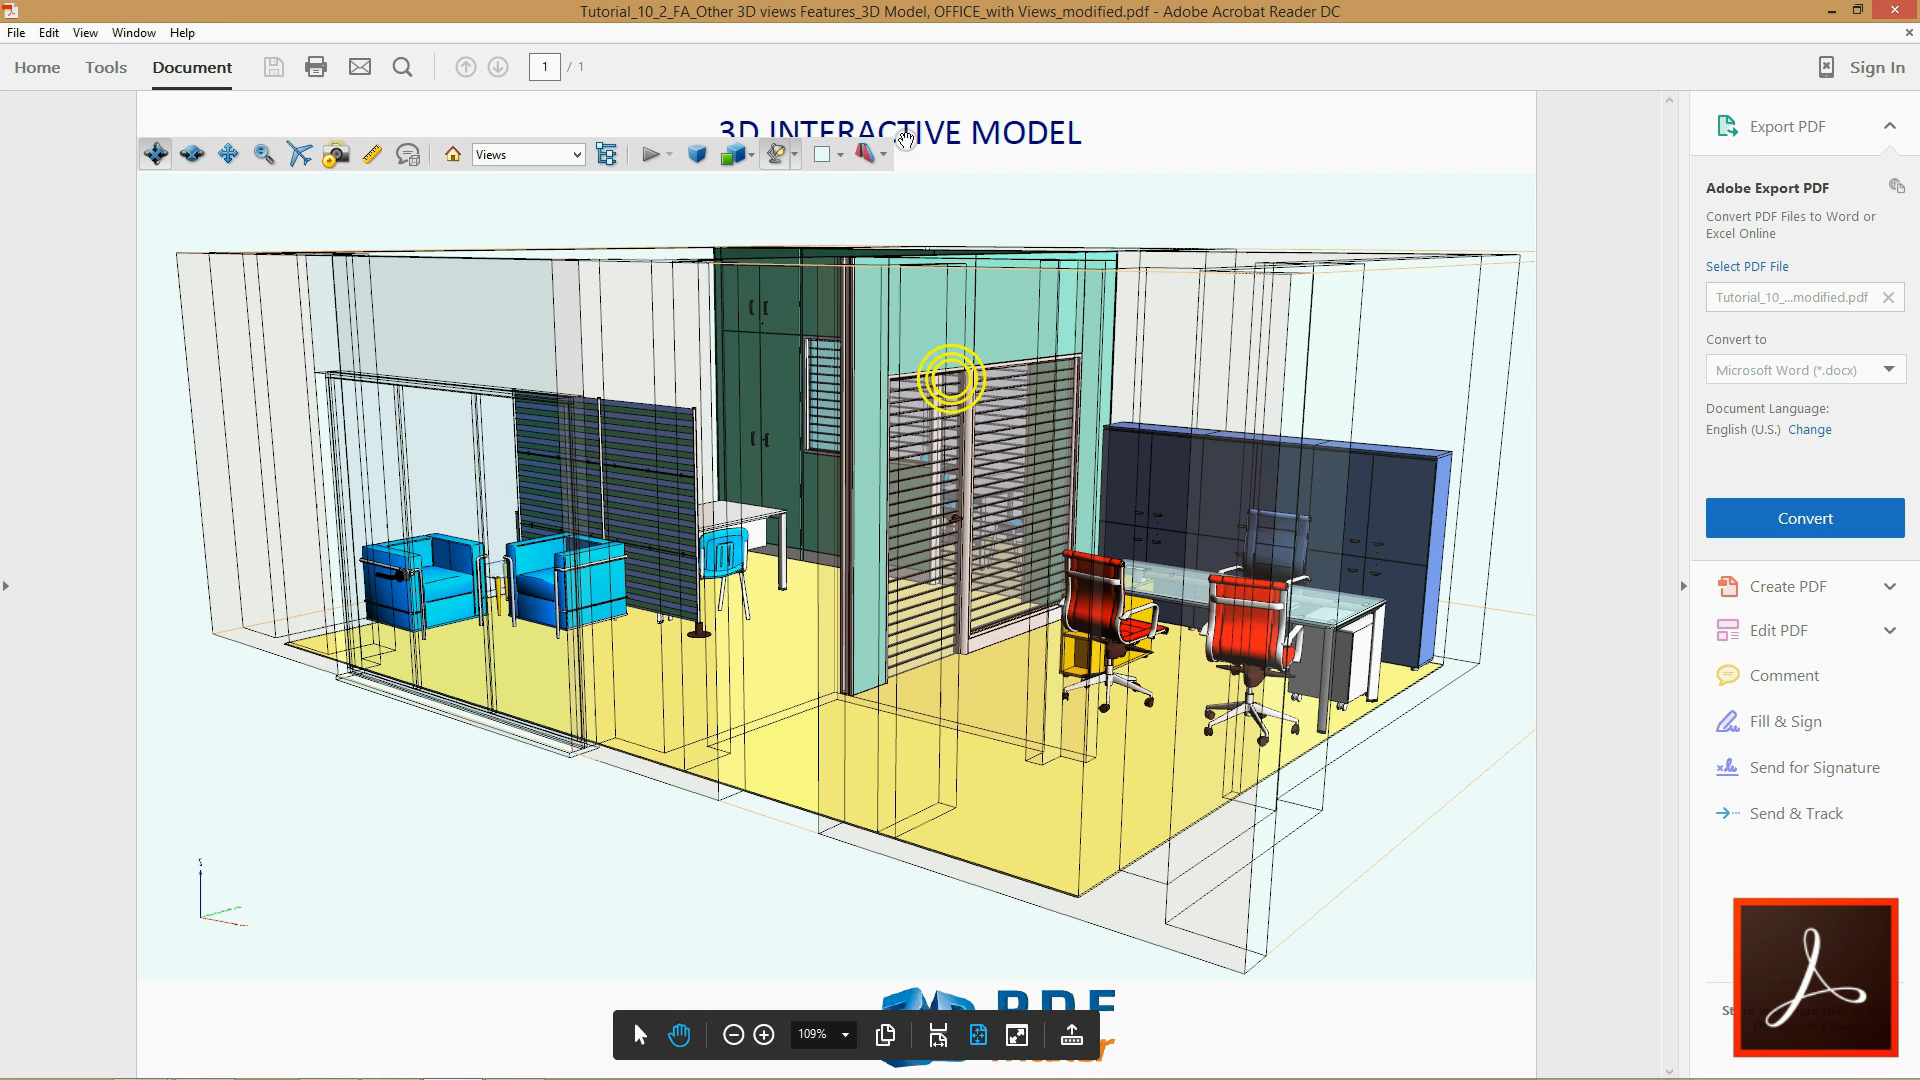 Tutorial_10_2_FA_Other 3D views Features_3D Model, OFFICE_with Views_modified.pdf - Adobe Acrobat Reader DC
File Edit View Window Help
Home Tools Document 1 / 1 Sign In
3D INTERACTIVE MODEL
Views
Export PDF
Adobe Export PDF
Convert PDF Files to Word or
Excel Online
Select PDF File
Tutorial_10_...modified.pdf
Convert to
Microsoft Word (*.docx)
Document Language:
English (U.S.) Change
Convert
Create PDF
Edit PDF
Comment
Fill & Sign
Send for Signature
Send & Track
PDF
109%